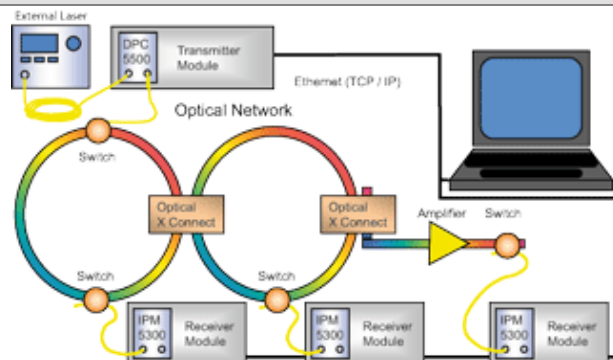 External Laser
DPC
5500
Transmitter
Module
Ethernet (TCP / IP)
Optical Network
Switch
Optical
X Connect
Optical
X Connect
Amplifier
Switch
Switch
Switch
IPM
5300
Receiver
Module
IPM
5300
Receiver
Module
IPM
5300
Receiver
Module